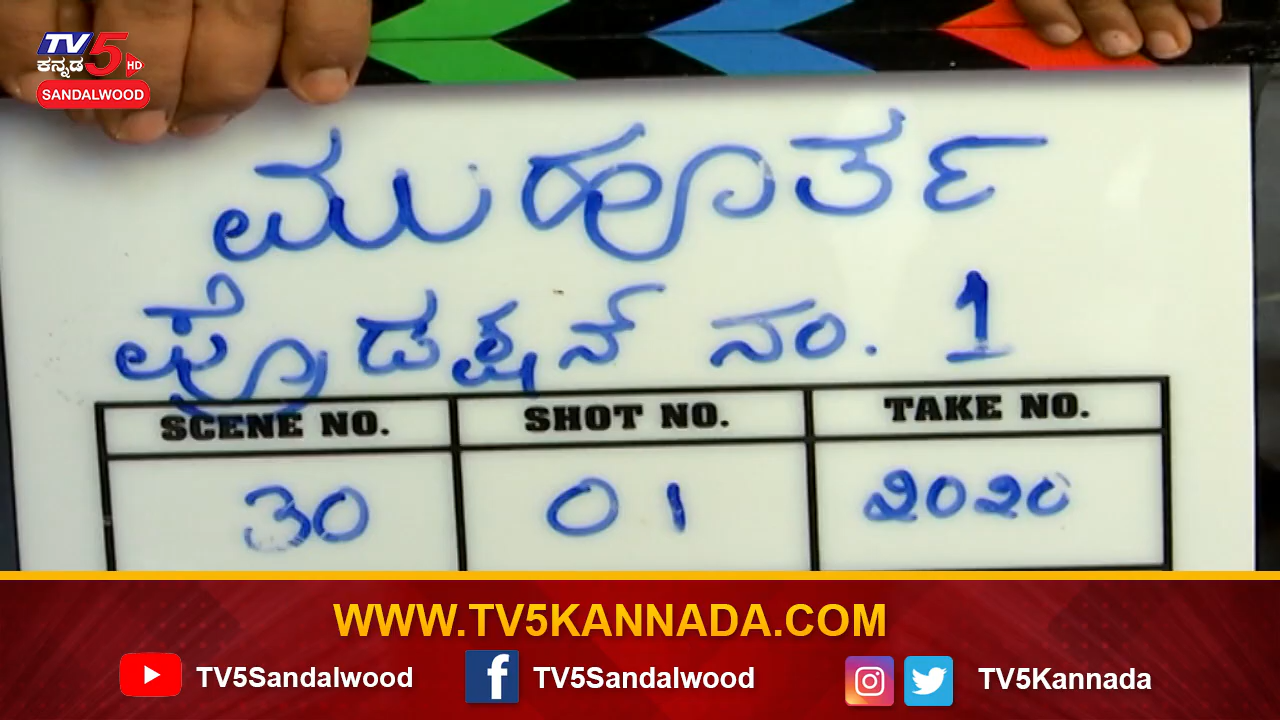 TV5
ಕನ್ನಡ HD
SANDALWOOD
ಮುಹೂರ್ತ
ಪ್ರೊಡಕ್ಷನ್ ನಂ. 1
SCENE NO. SHOT NO. TAKE NO.
30 01 2020
WWW.TV5KANNADA.COM
TV5Sandalwood TV5Sandalwood TV5Kannada